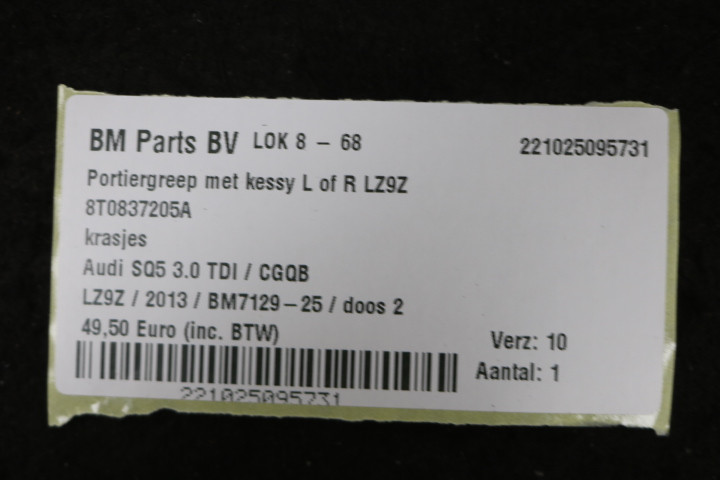 BM Parts BV LOK 8 - 68 221025095731
Portiergreep met kessy L of R LZ9Z
8T0837205A
krasjes
Audi SQ5 3.0 TDI / CGQB
LZ9Z / 2013 / BM7129-25 / doos 2
49,50 Euro (inc. BTW) Verz: 10
Aantal: 1
221025095731